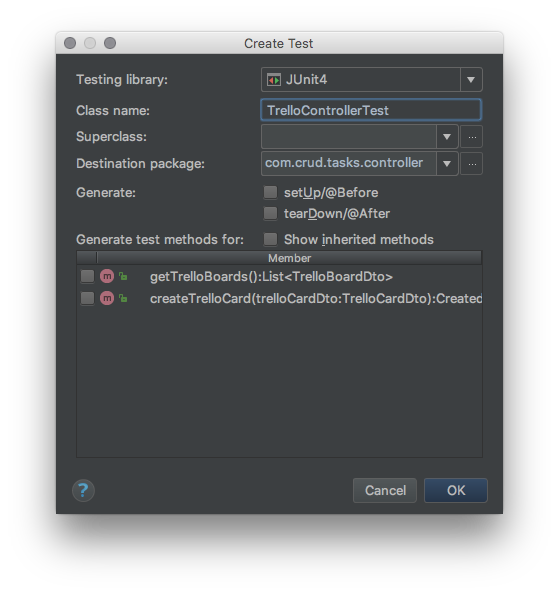 Create Test
Testing library: JUnit4
Class name: TrelloControllerTest
Superclass: ...
Destination package: com.crud.tasks.controller ...
Generate: setUp/@Before
tearDown/@After
Generate test methods for: Show inherited methods
Member
m getTrelloBoards():List<TrelloBoardDto>
m createTrelloCard(trelloCardDto:TrelloCardDto):Created
? Cancel OK